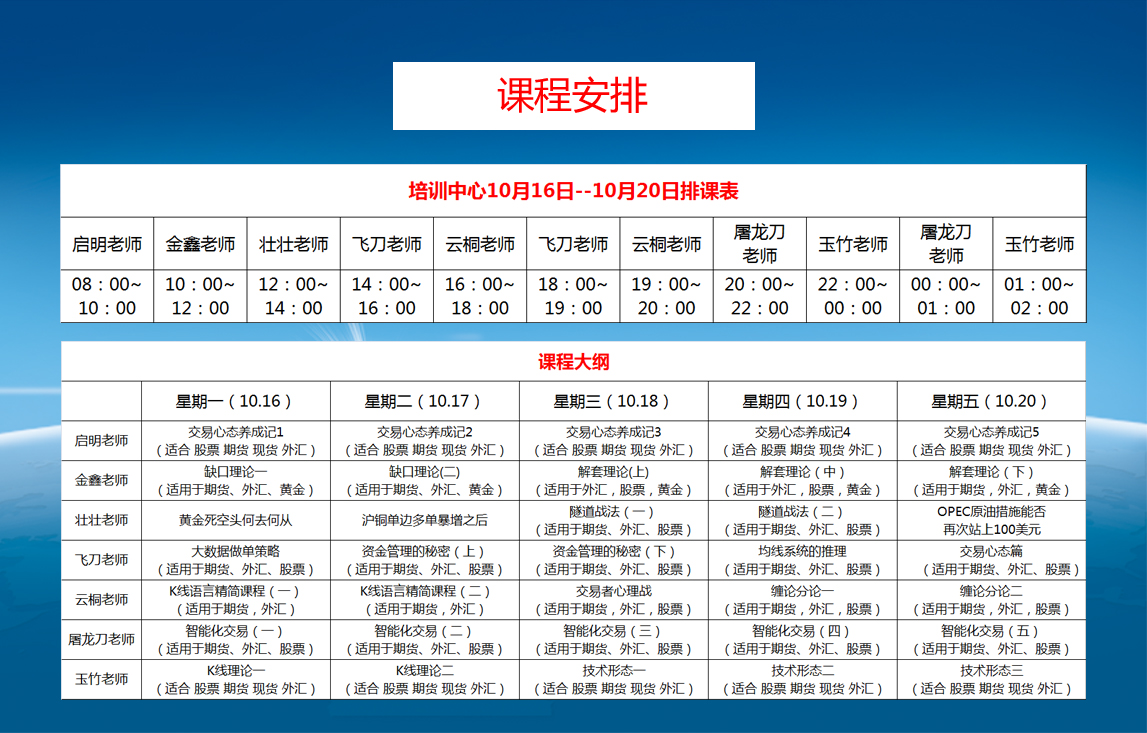 课程安排
培训中心10月16日--10月20日排课表
启明老师 金鑫老师 壮壮老师 飞刀老师 云桐老师 飞刀老师 云桐老师 屠龙刀老师 玉竹老师 屠龙刀老师 玉竹老师
08：00~10：00 10：00~12：00 12：00~14：00 14：00~16：00 16：00~18：00 18：00~19：00 19：00~20：00 20：00~22：00 22：00~00：00 00：00~01：00 01：00~02：00
课程大纲
星期一（10.16） 星期二（10.17） 星期三（10.18） 星期四（10.19） 星期五（10.20）
启明老师
交易心态养成记1 交易心态养成记2 交易心态养成记3 交易心态养成记4 交易心态养成记5
（适合 股票 期货 现货 外汇） （适合 股票 期货 现货 外汇） （适合 股票 期货 现货 外汇） （适合 股票 期货 现货 外汇） （适合 股票 期货 现货 外汇）
金鑫老师
缺口理论一 缺口理论(二) 解套理论(上) 解套理论（中） 解套理论（下）
（适用于期货、外汇、黄金） （适用于期货、外汇、黄金） （适用于外汇，股票，黄金） （适用于外汇，股票，黄金） （适用于期货，外汇，黄金）
壮壮老师
黄金死空头何去何从 沪铜单边多单暴增之后 隧道战法（一） 隧道战法（二） OPEC原油措施能否
（适用于期货、外汇、股票） （适用于期货、外汇、股票） 再次站上100美元
飞刀老师
大数据做单策略 资金管理的秘密（上） 资金管理的秘密（下） 均线系统的推理 交易心态篇
（适用于期货、外汇、股票） （适用于期货、外汇、股票） （适用于期货、外汇、股票） （适用于期货、外汇、股票） （适用于期货、外汇、股票）
云桐老师
K线语言精简课程（一） K线语言精简课程（二） 交易者心理战 缠论分论一 缠论分论二
（适用于期货，外汇） （适用于期货，外汇） （适用于期货，外汇，股票） （适用于期货，外汇，股票） （适用于期货，外汇，股票）
屠龙刀老师
智能化交易（一） 智能化交易（二） 智能化交易（三） 智能化交易（四） 智能化交易（五）
（适用于期货、外汇、股票） （适用于期货、外汇、股票） （适用于期货、外汇、股票） （适用于期货、外汇、股票） （适用于期货、外汇、股票）
玉竹老师
K线理论一 K线理论二 技术形态一 技术形态二 技术形态三
（适合 股票 期货 现货 外汇） （适合 股票 期货 现货 外汇） （适合 股票 期货 现货 外汇） （适合 股票 期货 现货 外汇） （适合 股票 期货 现货 外汇）